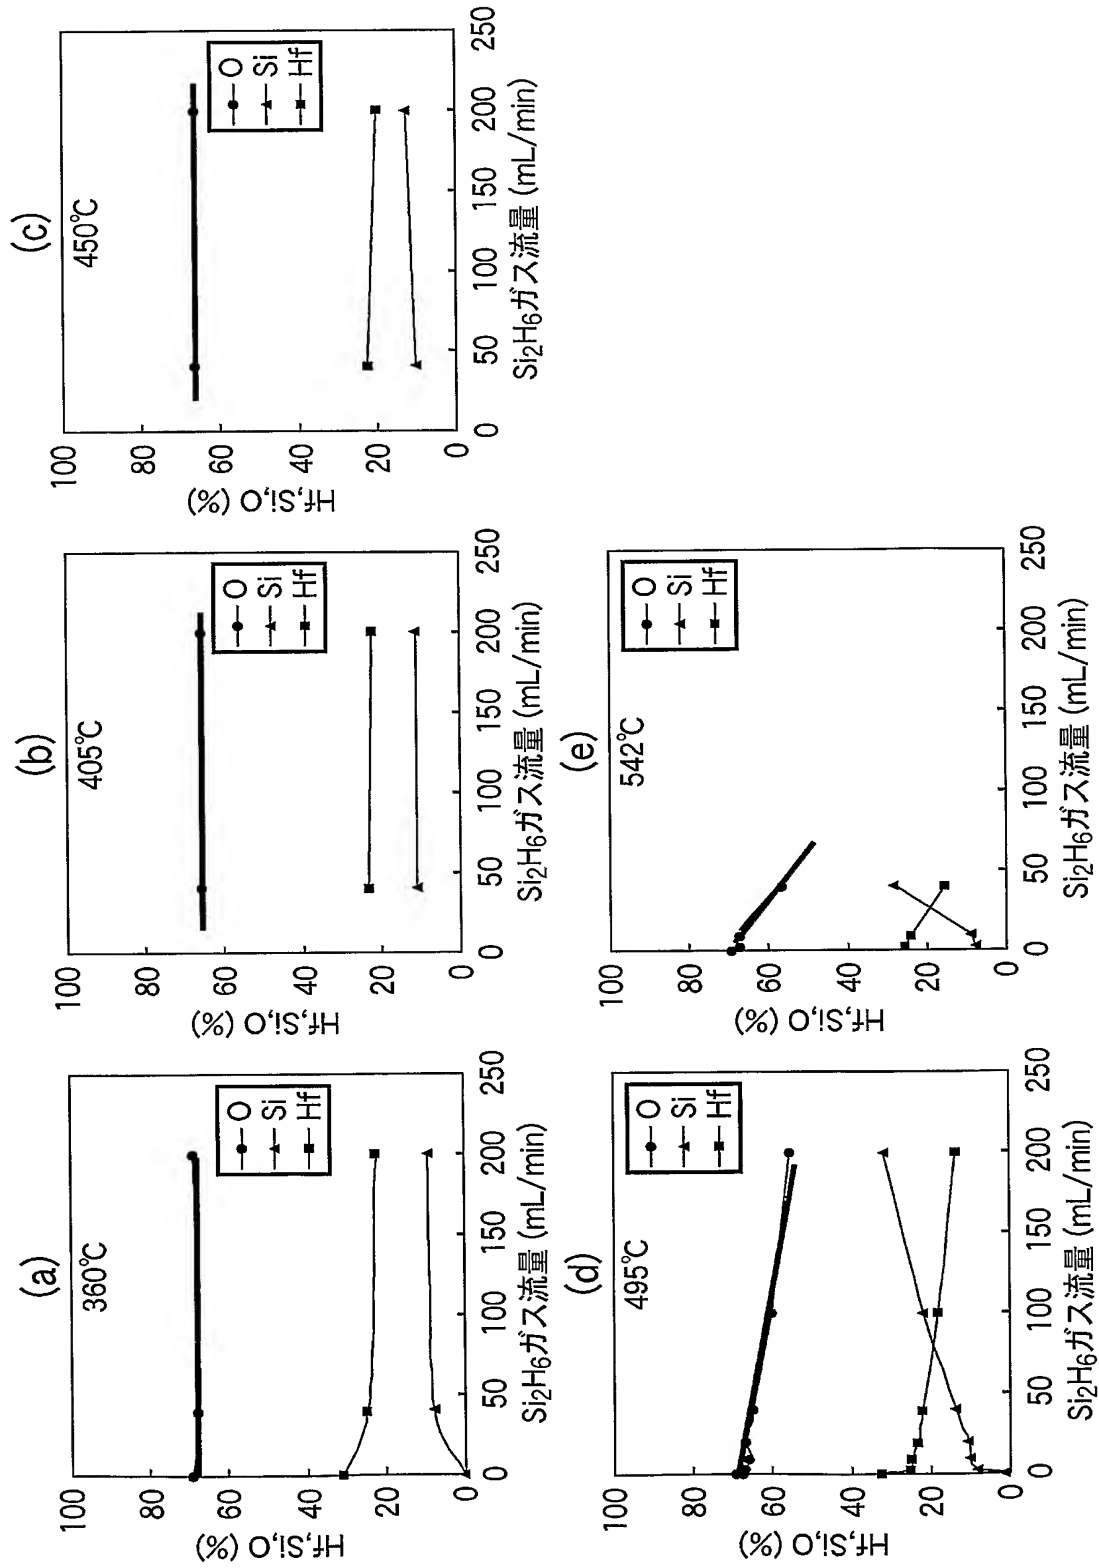 (a)
360℃
Hf,Si,O (%)
100
80
60
40
20
0
0
50
100
150
200
250
Si2H6ガス流量 (mL/min)
O
Si
Hf
(b)
405℃
Hf,Si,O (%)
100
80
60
40
20
0
0
50
100
150
200
250
Si2H6ガス流量 (mL/min)
O
Si
Hf
(c)
450℃
Hf,Si,O (%)
100
80
60
40
20
0
0
50
100
150
200
250
Si2H6ガス流量 (mL/min)
O
Si
Hf
(d)
495℃
Hf,Si,O (%)
100
80
60
40
20
0
0
50
100
150
200
250
Si2H6ガス流量 (mL/min)
O
Si
Hf
(e)
542℃
Hf,Si,O (%)
100
80
60
40
20
0
0
50
100
150
200
250
Si2H6ガス流量 (mL/min)
O
Si
Hf